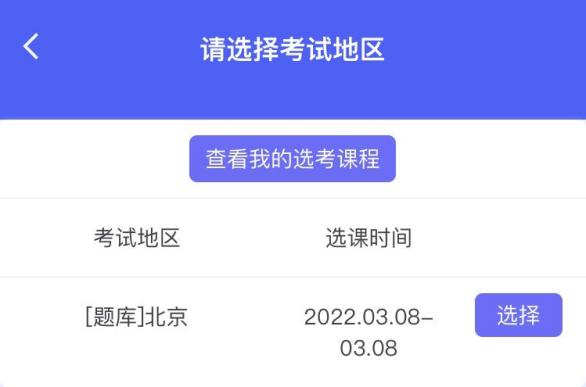 请选择考试地区
查看我的选考课程
考试地区 选课时间
[题库]北京 2022.03.08- 选择
03.08